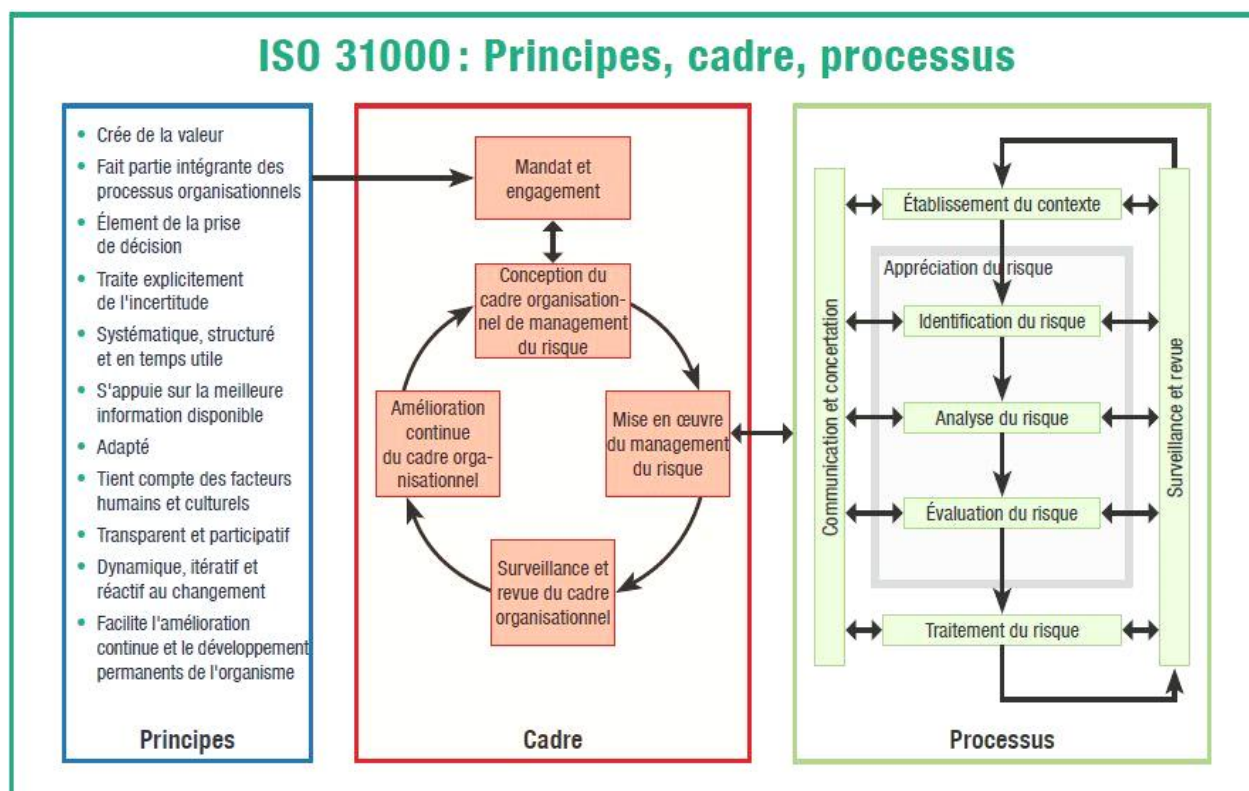 ISO 31000 : Principes, cadre, processus
• Crée de la valeur
• Fait partie intégrante des
processus organisationnels
• Élement de la prise
de décision
• Traite explicitement
de l'incertitude
• Systématique, structuré
et en temps utile
• S'appuie sur la meilleure
information disponible
• Adapté
• Tient compte des facteurs
humains et culturels
• Transparent et participatif
• Dynamique, itératif et
réactif au changement
• Facilite l'amélioration
continue et le développement
permanents de l'organisme
Principes
Mandat et
engagement
Conception du
cadre organisation-
nel de management
du risque
Mise en œuvre
du management
du risque
Surveillance et
revue du cadre
organisationnel
Amélioration
continue
du cadre orga-
nisationnel
Cadre
Communication et concertation
Établissement du contexte
Appréciation du risque
Identification du risque
Analyse du risque
Évaluation du risque
Traitement du risque
Surveillance et revue
Processus